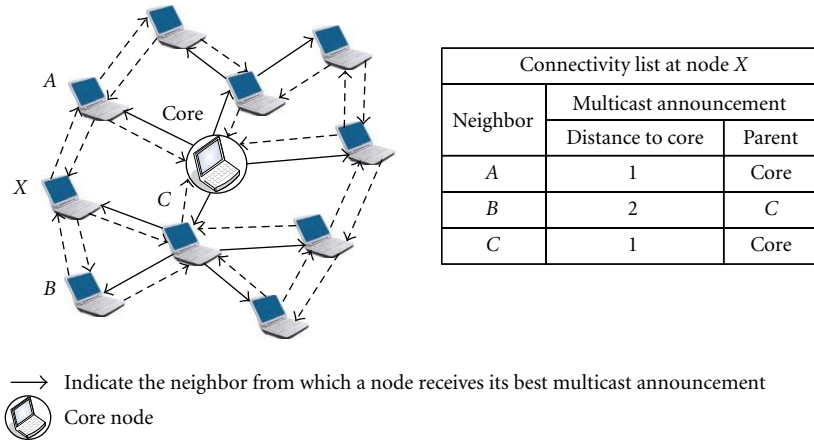 A
Core
X
C
B
Connectivity list at node X
Neighbor
Multicast announcement
Distance to core
Parent
A 1 Core
B 2 C
C 1 Core
Indicate the neighbor from which a node receives its best multicast announcement
Core node